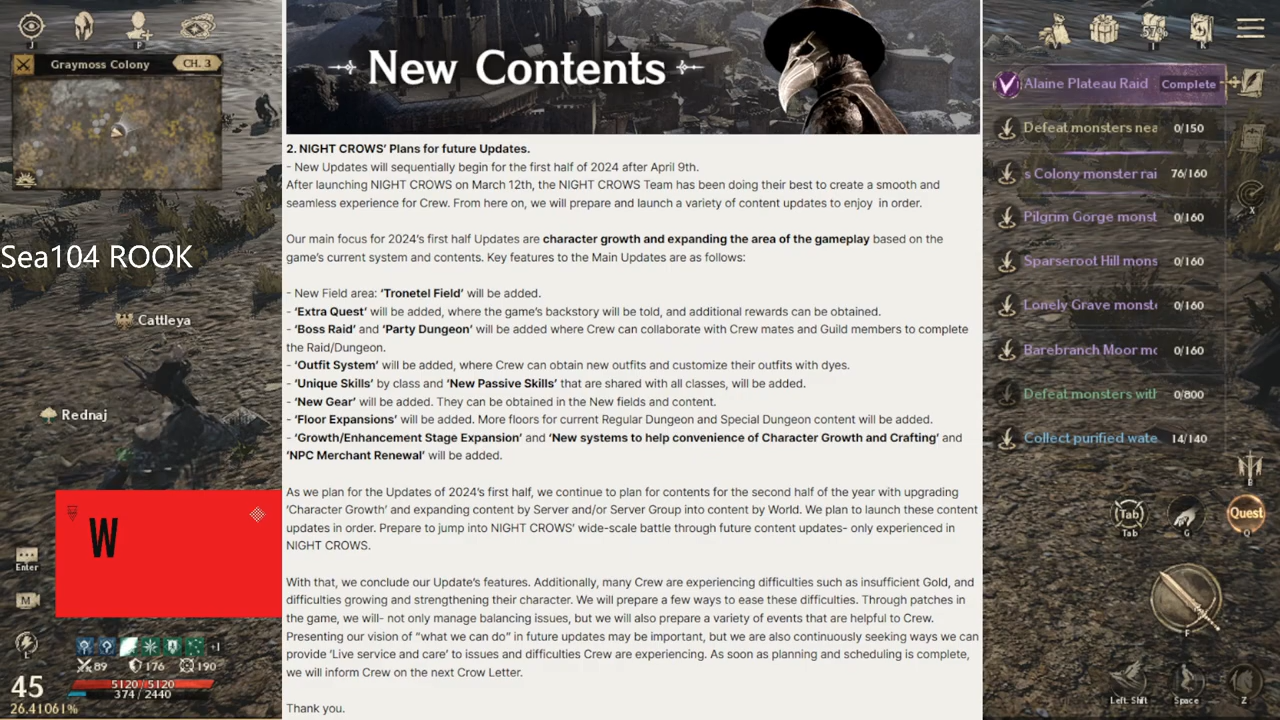 J
P
Graymoss Colony
CH. 3
Sea104 ROOK
Cattleya
Rednaj
W
Enter
M
L
+1
89
176
190
5120/5120
374 / 2440
45
26.41061%
New Contents
2. NIGHT CROWS' Plans for future Updates.
- New Updates will sequentially begin for the first half of 2024 after April 9th.
After launching NIGHT CROWS on March 12th, the NIGHT CROWS Team has been doing their best to create a smooth and
seamless experience for Crew. From here on, we will prepare and launch a variety of content updates to enjoy in order.
Our main focus for 2024's first half Updates are character growth and expanding the area of the gameplay based on the
game's current system and contents. Key features to the Main Updates are as follows:
- New Field area: 'Tronetel Field' will be added.
- 'Extra Quest' will be added, where the game's backstory will be told, and additional rewards can be obtained.
- 'Boss Raid' and 'Party Dungeon' will be added where Crew can collaborate with Crew mates and Guild members to complete
the Raid/Dungeon.
- 'Outfit System' will be added, where Crew can obtain new outfits and customize their outfits with dyes.
- 'Unique Skills' by class and 'New Passive Skills' that are shared with all classes, will be added.
- 'New Gear' will be added. They can be obtained in the New fields and content.
- 'Floor Expansions' will be added. More floors for current Regular Dungeon and Special Dungeon content will be added.
- 'Growth/Enhancement Stage Expansion' and 'New systems to help convenience of Character Growth and Crafting' and
'NPC Merchant Renewal' will be added.
As we plan for the Updates of 2024's first half, we continue to plan for contents for the second half of the year with upgrading
'Character Growth' and expanding content by Server and/or Server Group into content by World. We plan to launch these content
updates in order. Prepare to jump into NIGHT CROWS' wide-scale battle through future content updates- only experienced in
NIGHT CROWS.
With that, we conclude our Update's features. Additionally, many Crew are experiencing difficulties such as insufficient Gold, and
difficulties growing and strengthening their character. We will prepare a few ways to ease these difficulties. Through patches in
the game, we will- not only manage balancing issues, but we will also prepare a variety of events that are helpful to Crew.
Presenting our vision of "what we can do" in future updates may be important, but we are also continuously seeking ways we can
provide 'Live service and care' to issues and difficulties Crew are experiencing. As soon as planning and scheduling is complete,
we will inform Crew on the next Crow Letter.
Thank you.
V
57%
I
K
Alaine Plateau Raid Complete
Defeat monsters nea 0/150
s Colony monster rai 76/160
Pilgrim Gorge monst 0/160
Sparseroot Hill mons 0/160
Lonely Grave monste 0/160
Barebranch Moor mo 0/160
Defeat monsters with 0/800
Collect purified wate 14/140
X
B
Tab
Tab
G
Quest
Q
F
Left Shift
Space
Z